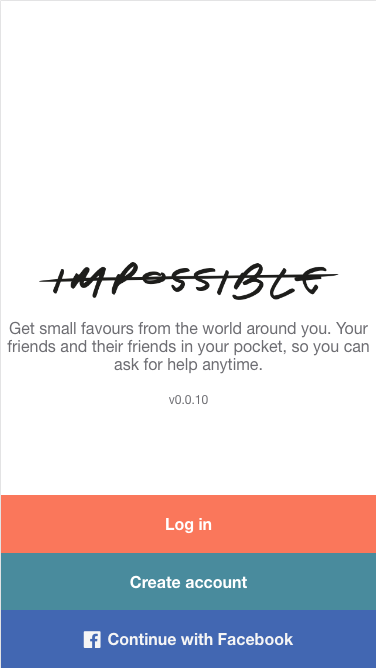 IMPOSSIBLE
Get small favours from the world around you. Your
friends and their friends in your pocket, so you can
ask for help anytime.
v0.0.10
Log in
Create account
Continue with Facebook